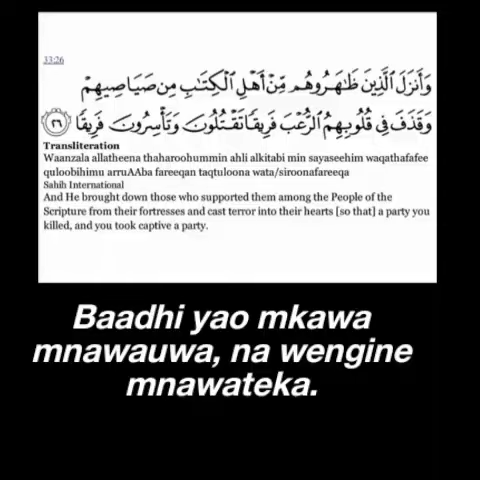 33:26
وَأَنزَلَ ٱلَّذِينَ ظَٰهَرُوهُم مِّنْ أَهْلِ ٱلْكِتَٰبِ مِن صَيَاصِيهِمْ
وَقَذَفَ فِى قُلُوبِهِمُ ٱلرُّعْبَ فَرِيقًا تَقْتُلُونَ وَتَأْسِرُونَ فَرِيقًا ٢٦
Transliteration
Waanzala allatheena thaharoohummin ahli alkitabi min sayaseehim waqathafafee
quloobihimu arruAAba fareeqan taqtuloona wata/siroonafareeqa
Sahih International
And He brought down those who supported them among the People of the
Scripture from their fortresses and cast terror into their hearts [so that] a party you
killed, and you took captive a party.
Baadhi yao mkawa
mnawauwa, na wengine
mnawateka.